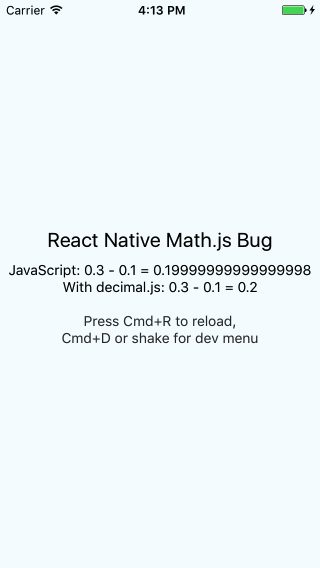 Carrier 4:13 PM
React Native Math.js Bug
JavaScript: 0.3 - 0.1 = 0.19999999999999998
With decimal.js: 0.3 - 0.1 = 0.2
Press Cmd+R to reload,
Cmd+D or shake for dev menu